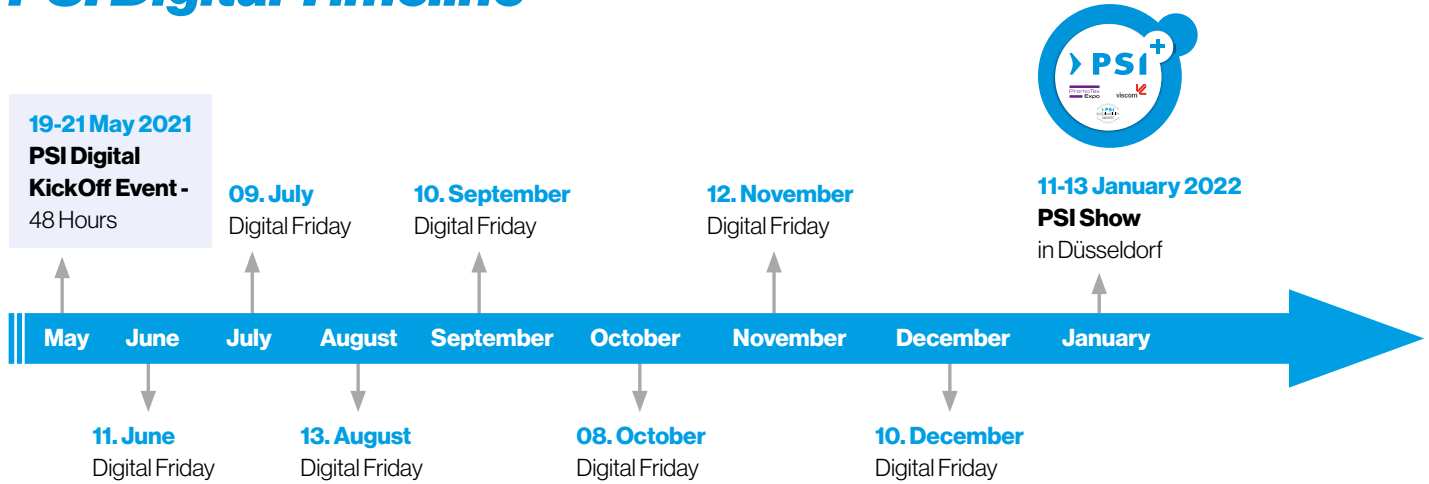 PSI Digital Timeline
PSI+
PromoTex
Expo
viscom
19-21 May 2021
PSI Digital
KickOff Event -
48 Hours
09. July
Digital Friday
10. September
Digital Friday
12. November
Digital Friday
11-13 January 2022
PSI Show
in Düsseldorf
May June July August September October November December January
11. June
Digital Friday
13. August
Digital Friday
08. October
Digital Friday
10. December
Digital Friday